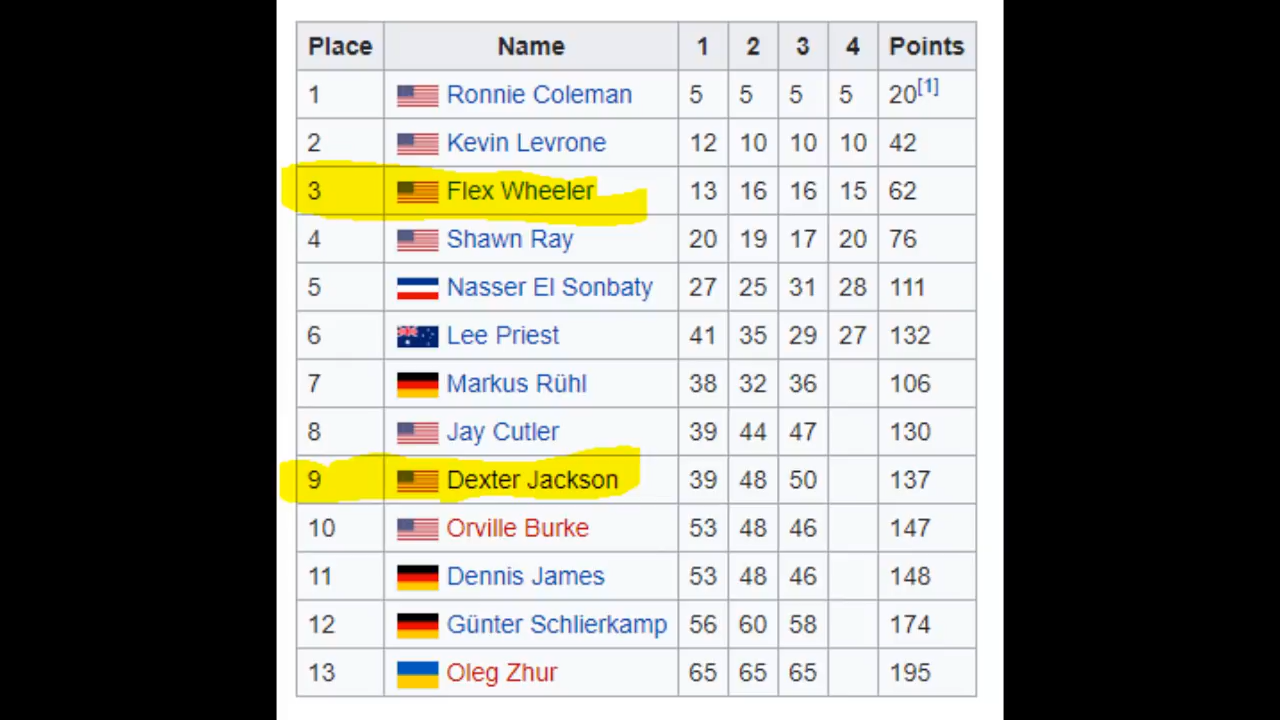 Place Name 1 2 3 4 Points
1 Ronnie Coleman 5 5 5 5 20[1]
2 Kevin Levrone 12 10 10 10 42
3 Flex Wheeler 13 16 16 15 62
4 Shawn Ray 20 19 17 20 76
5 Nasser El Sonbaty 27 25 31 28 111
6 Lee Priest 41 35 29 27 132
7 Markus Rühl 38 32 36 106
8 Jay Cutler 39 44 47 130
9 Dexter Jackson 39 48 50 137
10 Orville Burke 53 48 46 147
11 Dennis James 53 48 46 148
12 Günter Schlierkamp 56 60 58 174
13 Oleg Zhur 65 65 65 195